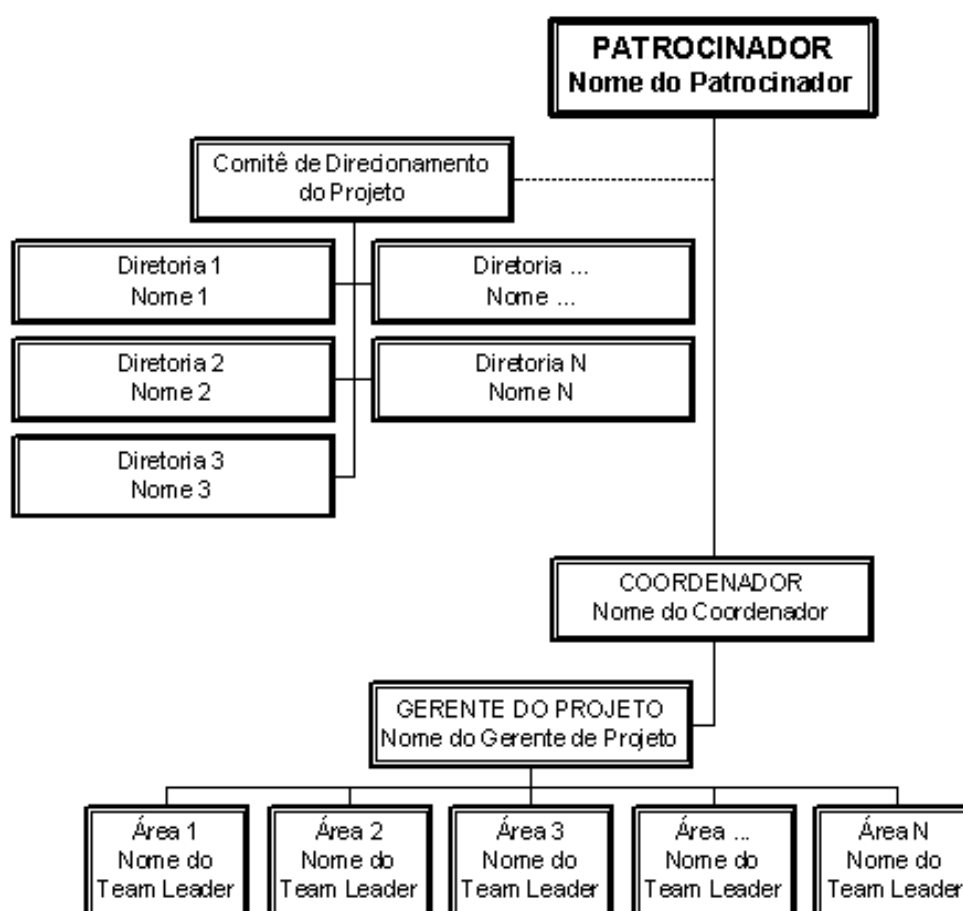 PATROCINADOR
Nome do Patrocinador
Comitê de Direcionamento
do Projeto
Diretoria 1
Nome 1
Diretoria ...
Nome ...
Diretoria 2
Nome 2
Diretoria N
Nome N
Diretoria 3
Nome 3
COORDENADOR
Nome do Coordenador
GERENTE DO PROJETO
Nome do Gerente de Projeto
Área 1
Nome do
Team Leader
Área 2
Nome do
Team Leader
Área 3
Nome do
Team Leader
Área ...
Nome do
Team Leader
Área N
Nome do
Team Leader